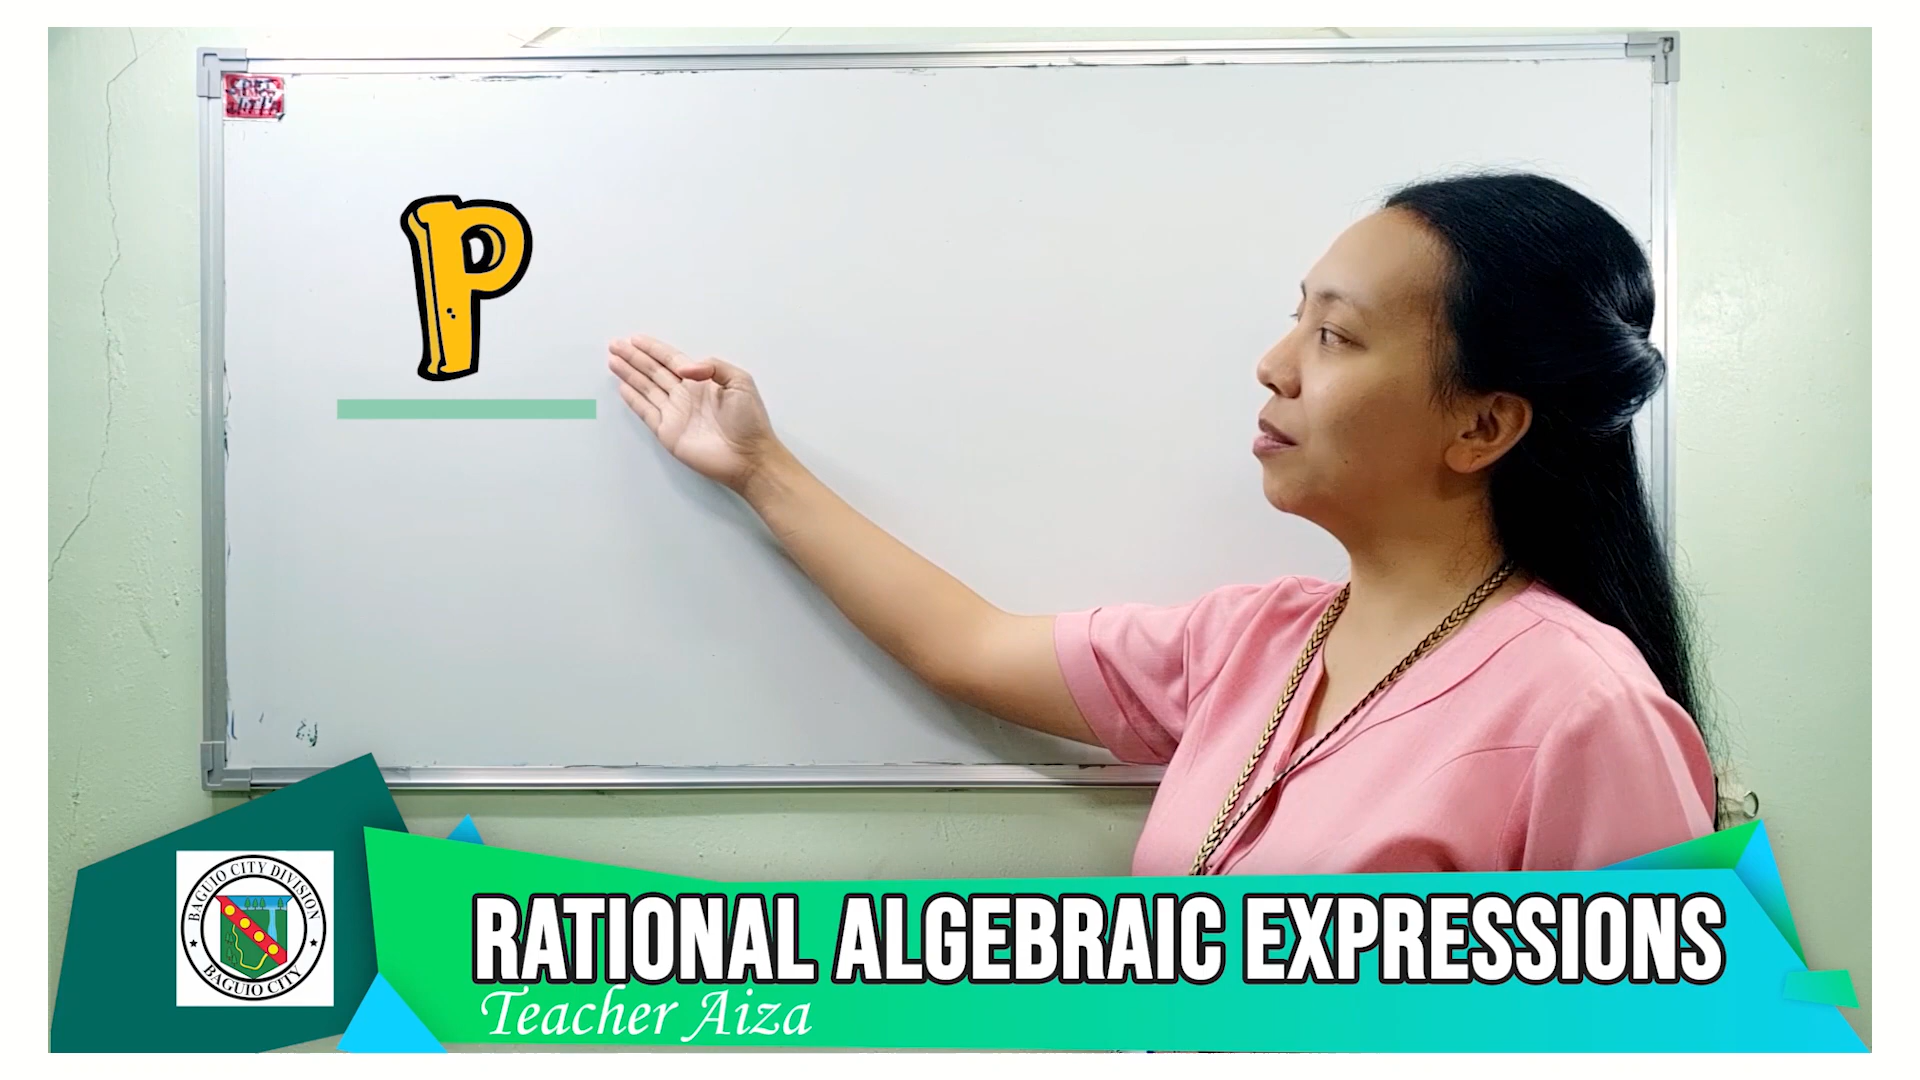 P
RATIONAL ALGEBRAIC EXPRESSIONS
Teacher Aiza
BAGUIO CITY DIVISION
BAGUIO CITY